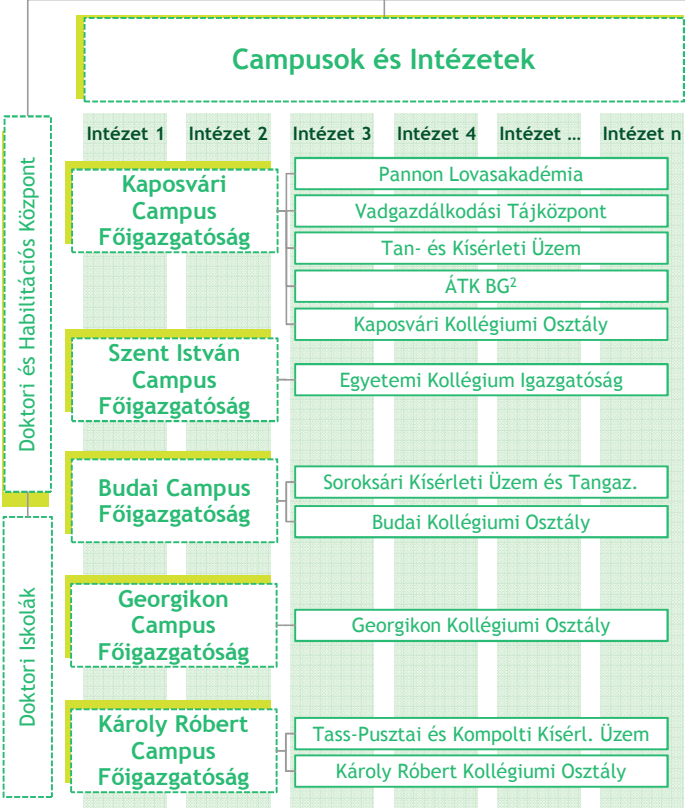 Campusok és Intézetek
Intézet 1 Intézet 2 Intézet 3 Intézet 4 Intézet ... Intézet n
Doktori és Habilitációs Központ
Doktori Iskolák
Kaposvári
Campus
Főigazgatóság
Pannon Lovasakadémia
Vadgazdálkodási Tájközpont
Tan- és Kísérleti Üzem
ÁTK BG²
Kaposvári Kollégiumi Osztály
Szent István
Campus
Főigazgatóság
Egyetemi Kollégium Igazgatóság
Budai Campus
Főigazgatóság
Soroksári Kísérleti Üzem és Tangaz.
Budai Kollégiumi Osztály
Georgikon
Campus
Főigazgatóság
Georgikon Kollégiumi Osztály
Károly Róbert
Campus
Főigazgatóság
Tass-Pusztai és Kompolti Kísérl. Üzem
Károly Róbert Kollégiumi Osztály